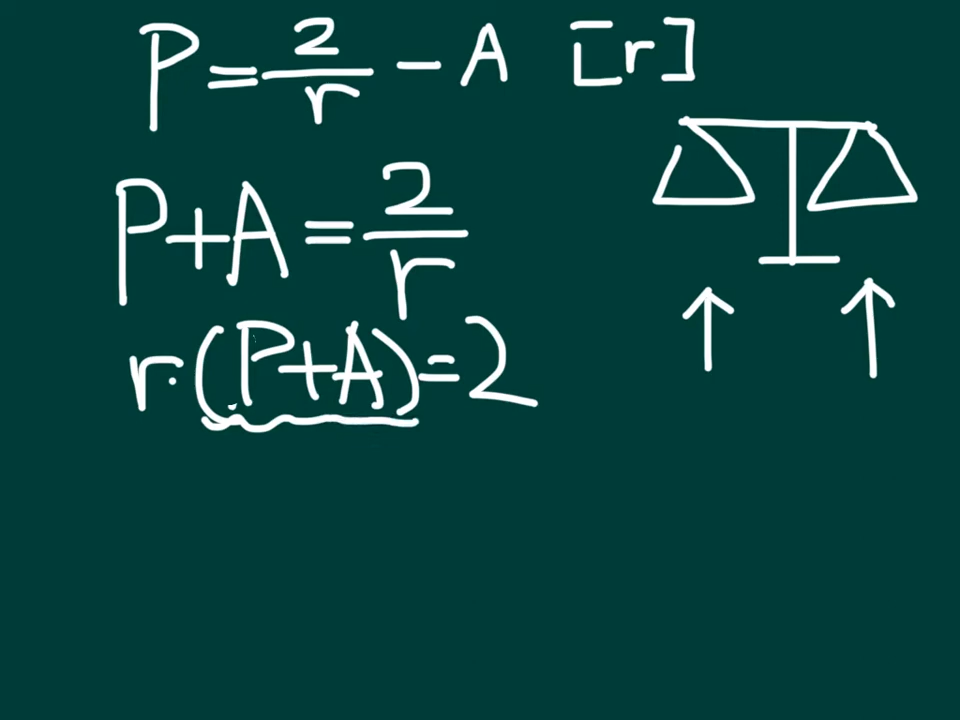 P = 2/r - A [r]
P+A = 2/r
r·(P+A)=2